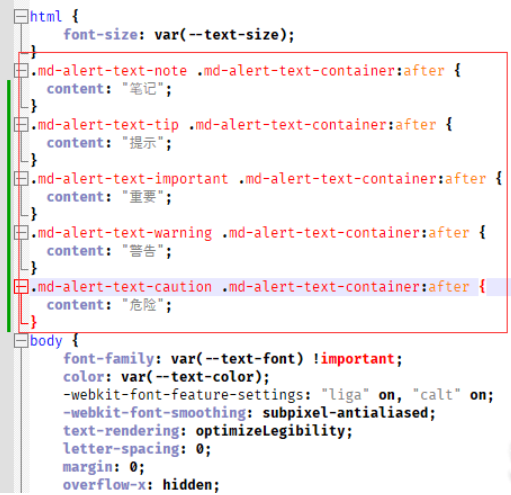 html {
font-size: var(--text-size);
}
.md-alert-text-note .md-alert-text-container:after {
content: "笔记";
}
.md-alert-text-tip .md-alert-text-container:after {
content: "提示";
}
.md-alert-text-important .md-alert-text-container:after {
content: "重要";
}
.md-alert-text-warning .md-alert-text-container:after {
content: "警告";
}
.md-alert-text-caution .md-alert-text-container:after {
content: "危险";
}
body {
font-family: var(--text-font) !important;
color: var(--text-color);
-webkit-font-feature-settings: "liga" on, "calt" on;
-webkit-font-smoothing: subpixel-antialiased;
text-rendering: optimizeLegibility;
letter-spacing: 0;
margin: 0;
overflow-x: hidden;